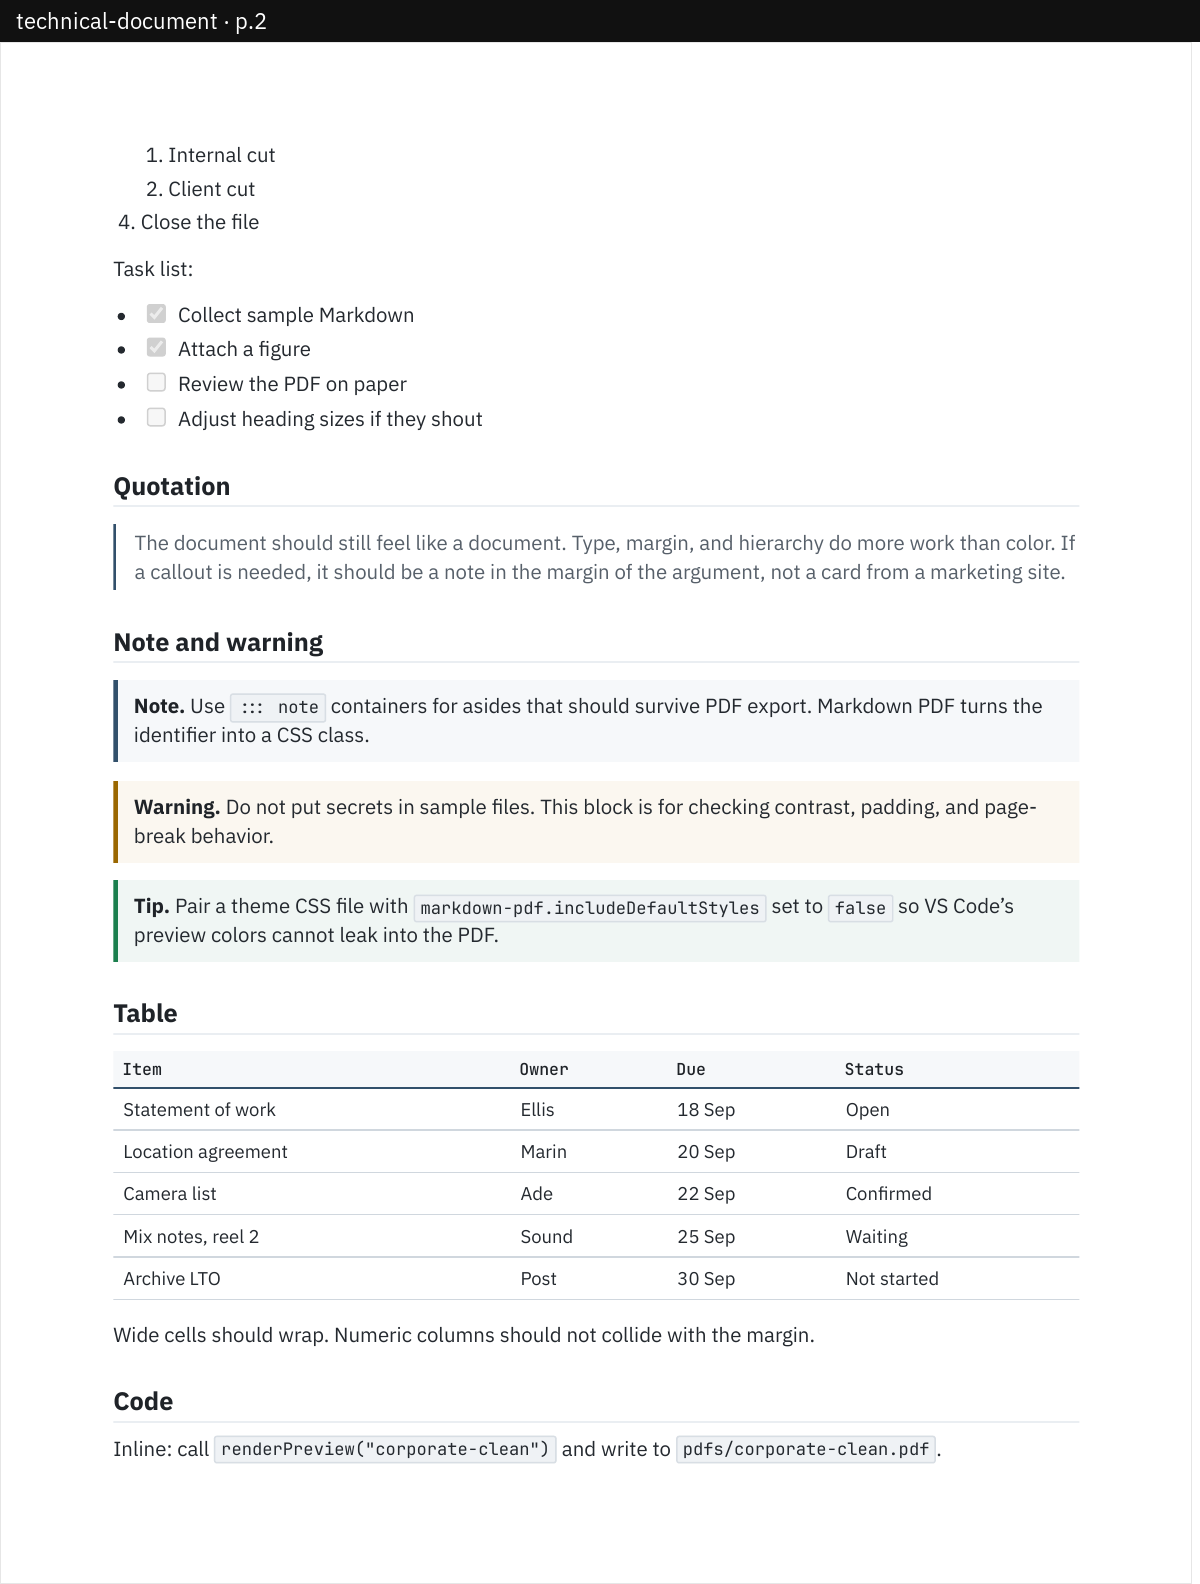 technical-document · p.2
1. Internal cut
2. Client cut
4. Close the file
Task list:
Collect sample Markdown
Attach a figure
Review the PDF on paper
Adjust heading sizes if they shout
Quotation
The document should still feel like a document. Type, margin, and hierarchy do more work than color. If
a callout is needed, it should be a note in the margin of the argument, not a card from a marketing site.
Note and warning
Note. Use ::: note containers for asides that should survive PDF export. Markdown PDF turns the
identifier into a CSS class.
Warning. Do not put secrets in sample files. This block is for checking contrast, padding, and page-
break behavior.
Tip. Pair a theme CSS file with markdown-pdf.includeDefaultStyles set to false so VS Code’s
preview colors cannot leak into the PDF.
Table
Item Owner Due Status
Statement of work Ellis 18 Sep Open
Location agreement Marin 20 Sep Draft
Camera list Ade 22 Sep Confirmed
Mix notes, reel 2 Sound 25 Sep Waiting
Archive LTO Post 30 Sep Not started
Wide cells should wrap. Numeric columns should not collide with the margin.
Code
Inline: call renderPreview("corporate-clean") and write to pdfs/corporate-clean.pdf.